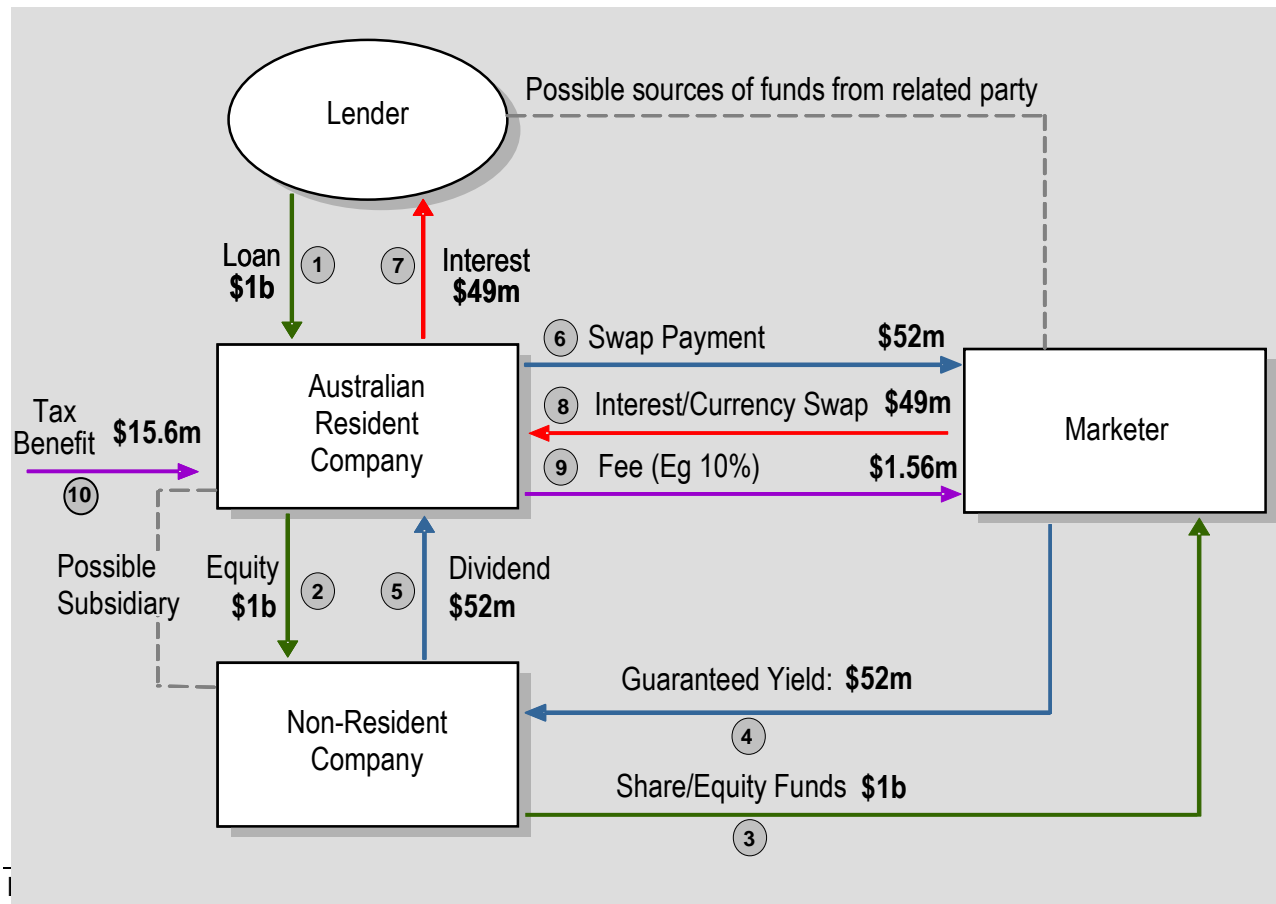 Possible sources of funds from related party
Lender
Loan
$1b
1
7
Interest
$49m
6
Swap Payment
$52m
Australian
Resident
Company
8
Interest/Currency Swap
$49m
Marketer
Tax
Benefit
$15.6m
10
9
Fee (Eg 10%)
$1.56m
Possible
Subsidiary
Equity
$1b
2
5
Dividend
$52m
Guaranteed Yield: $52m
4
Non-Resident
Company
Share/Equity Funds $1b
3